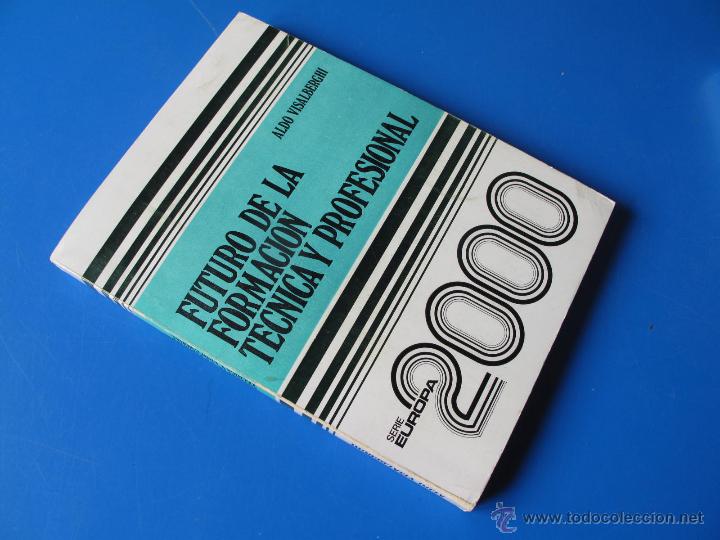 ALDO VISALBERGHI
FUTURO DE LA
FORMACION
TECNICA Y PROFESIONAL
SERIE
EUROPA
2000
www.todocoleccion.net